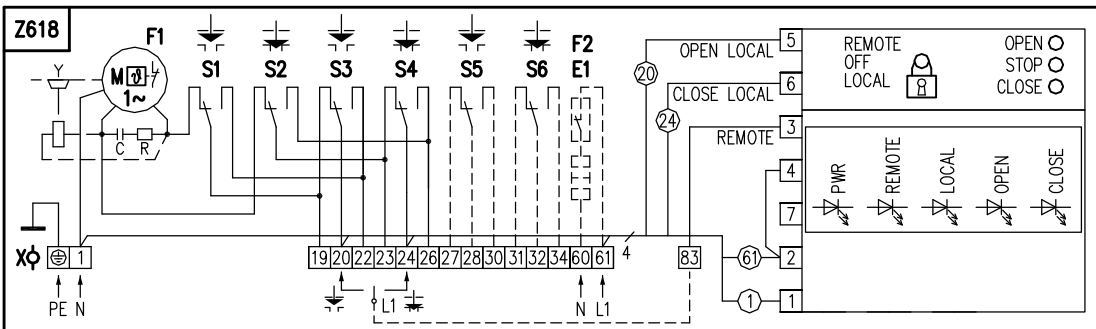 Z618
F1
Y
M ϑ
1~
C
R
S1
S2
S3
S4
S5
S6
F2
E1
5
OPEN LOCAL
20
6
CLOSE LOCAL
24
3
REMOTE
4
7
61
2
1
1
REMOTE
OFF
LOCAL
OPEN
STOP
CLOSE
PWR
REMOTE
LOCAL
OPEN
CLOSE
X
1
19 20 22 23 24 26 27 28 30 31 32 34 60 61
4
83
PE
N
L1
N
L1